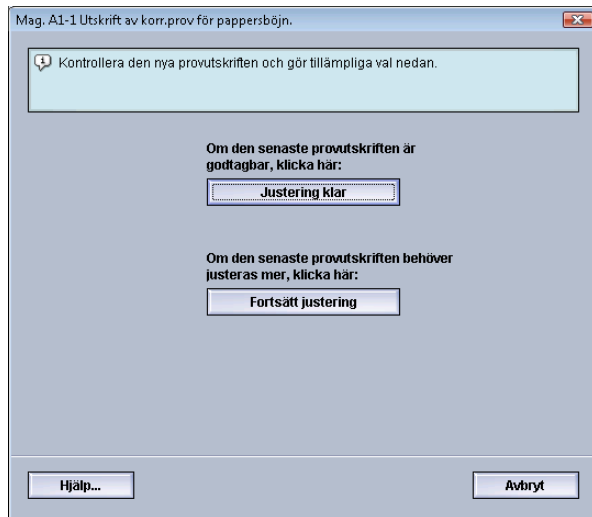 Mag. A1-1 Utskrift av korr.prov för pappersböjn.
Kontrollera den nya provutskriften och gör tillämpliga val nedan.
Om den senaste provutskriften är
godtagbar, klicka här:
Justering klar
Om den senaste provutskriften behöver
justeras mer, klicka här:
Fortsätt justering
Hjälp...
Avbryt